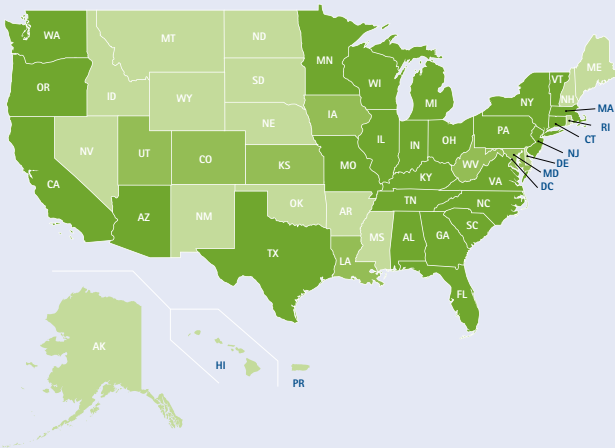 WA
MT
ND
MN
VT
ME
OR
ID
SD
WI
NH
WY
MI
NY
MA
RI
CT
IA
PA
NE
NJ
NV
IL
IN
OH
DE
UT
CO
WV
MD
KS
MO
KY
VA
DC
CA
TN
NC
AZ
NM
OK
AR
SC
MS
AL
GA
TX
LA
FL
AK
HI
PR